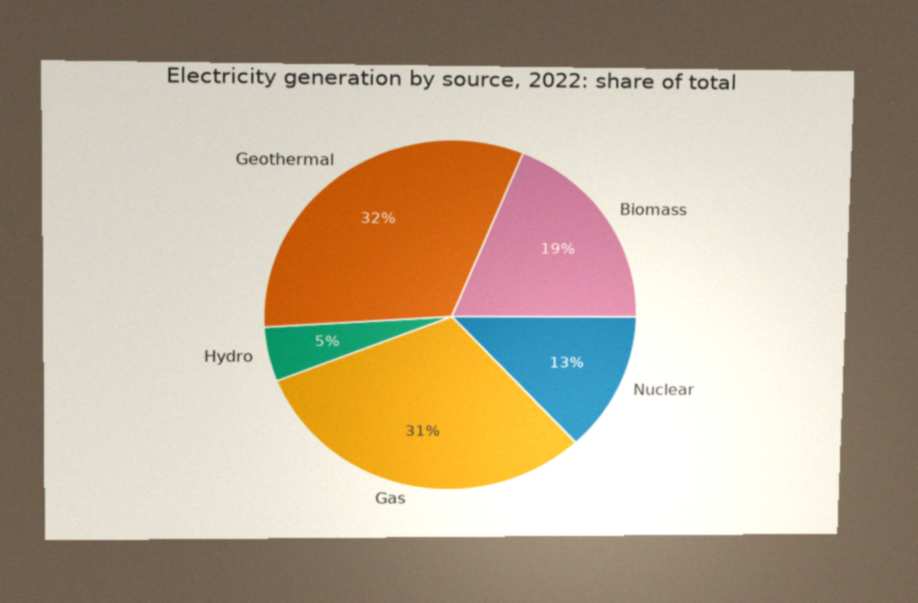 Electricity generation by source, 2022: share of total
Geothermal
32%
Biomass
19%
5%
Hydro
13%
Nuclear
31%
Gas